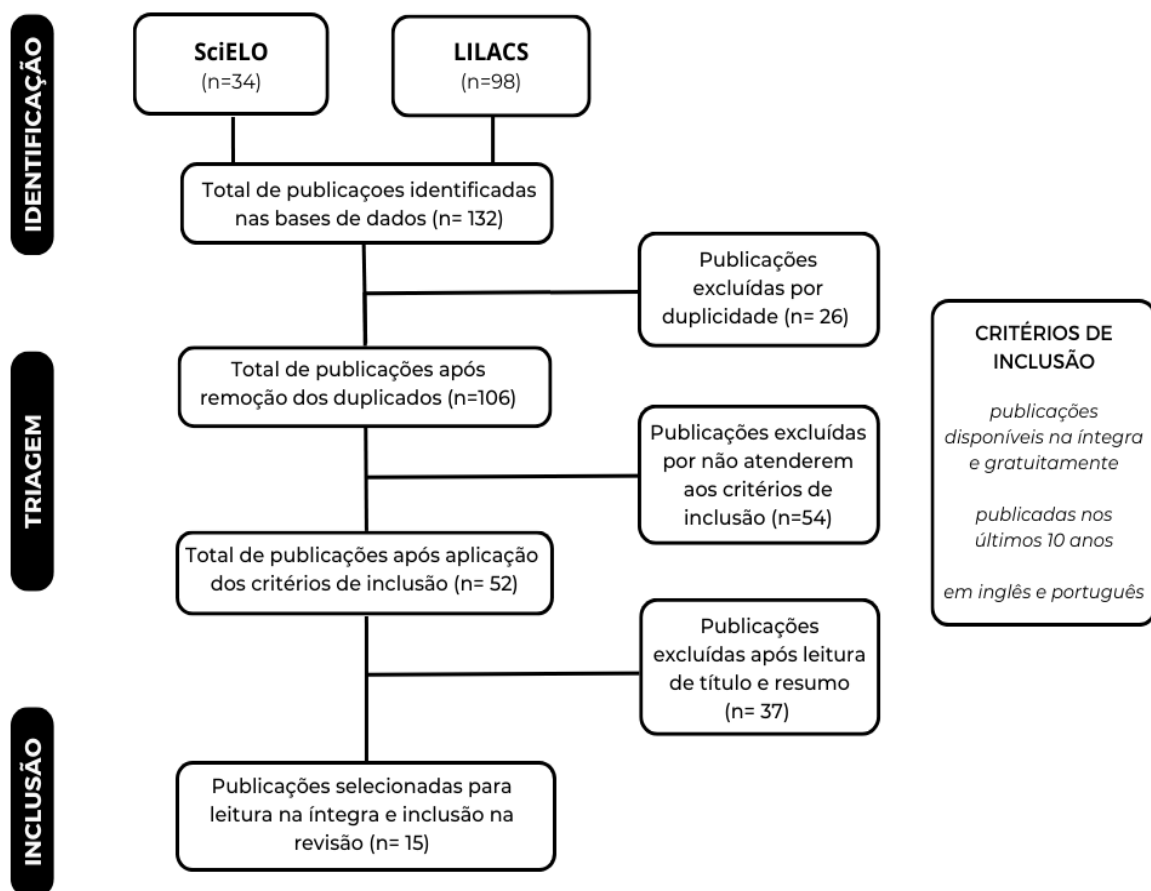 IDENTIFICAÇÃO
SciELO
(n=34)
LILACS
(n=98)
Total de publicaçoes identificadas
nas bases de dados (n= 132)
Publicações
excluídas por
duplicidade (n= 26)
TRIAGEM
Total de publicações após
remoção dos duplicados (n=106)
Publicações excluídas
por não atenderem
aos critérios de
inclusão (n=54)
Total de publicações após aplicação
dos critérios de inclusão (n= 52)
Publicações
excluídas após leitura
de título e resumo
(n= 37)
INCLUSÃO
Publicações selecionadas para
leitura na íntegra e inclusão na
revisão (n= 15)
CRITÉRIOS DE
INCLUSÃO
publicações
disponíveis na íntegra
e gratuitamente
publicadas nos
últimos 10 anos
em inglês e português